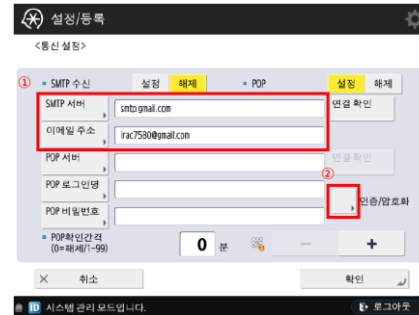 설정/등록
<통신 설정>
① ▪ SMTP 수신 설정 해제 ▪ POP 설정 해제
SMTP 서버 smtp.gmail.com 연결 확인
이메일 주소 irac7580@gmail.com
POP 서버 연결 확인
②
POP 로그인명
인증/암호화
POP 비밀번호
▪ POP확인간격
(0=해제/1-99) 0 분 − +
× 취소 확인
ID 시스템 관리 모드입니다. 로그아웃